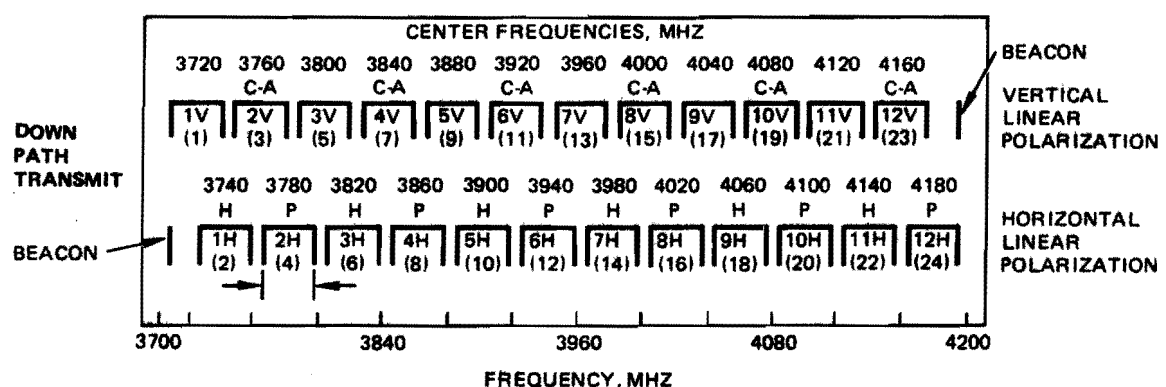 CENTER FREQUENCIES, MHZ
3720 3760 3800 3840 3880 3920 3960 4000 4040 4080 4120 4160
C-A C-A C-A C-A C-A C-A
1V 2V 3V 4V 5V 6V 7V 8V 9V 10V 11V 12V
(1) (3) (5) (7) (9) (11) (13) (15) (17) (19) (21) (23)
BEACON
VERTICAL
LINEAR
POLARIZATION
DOWN
PATH
TRANSMIT
3740 3780 3820 3860 3900 3940 3980 4020 4060 4100 4140 4180
H P H P H P H P H P H P
1H 2H 3H 4H 5H 6H 7H 8H 9H 10H 11H 12H
(2) (4) (6) (8) (10) (12) (14) (16) (18) (20) (22) (24)
BEACON
HORIZONTAL
LINEAR
POLARIZATION
3700 3840 3960 4080 4200
FREQUENCY, MHZ